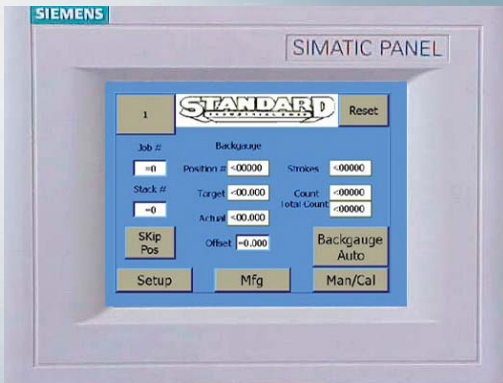 SIEMENS
SIMATIC PANEL
1
STANDARD
Reset
Job #
Backgauge
=0
Position # <00000
Strokes <00000
Stack #
Target <00.000
Count <00000
=0
Total Count <00000
Actual <00.000
SKip
Pos
Offset =0.000
Backgauge
Auto
Setup
Mfg
Man/Cal